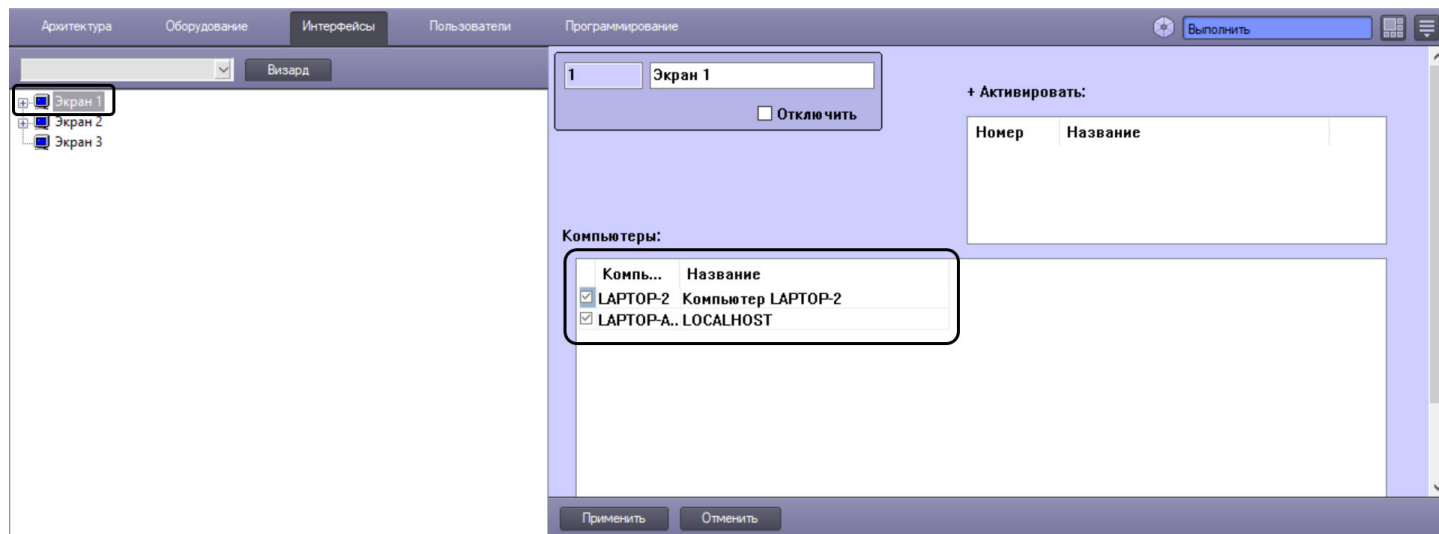 Архитектура Оборудование Интерфейсы Пользователи Программирование Выполнить
Визард
Экран 1
Экран 2
Экран 3
1 Экран 1
Отключить
+ Активировать:
Номер Название
Компьютеры:
Компь... Название
LAPTOP-2 Компьютер LAPTOP-2
LAPTOP-A.. LOCALHOST
Применить Отменить